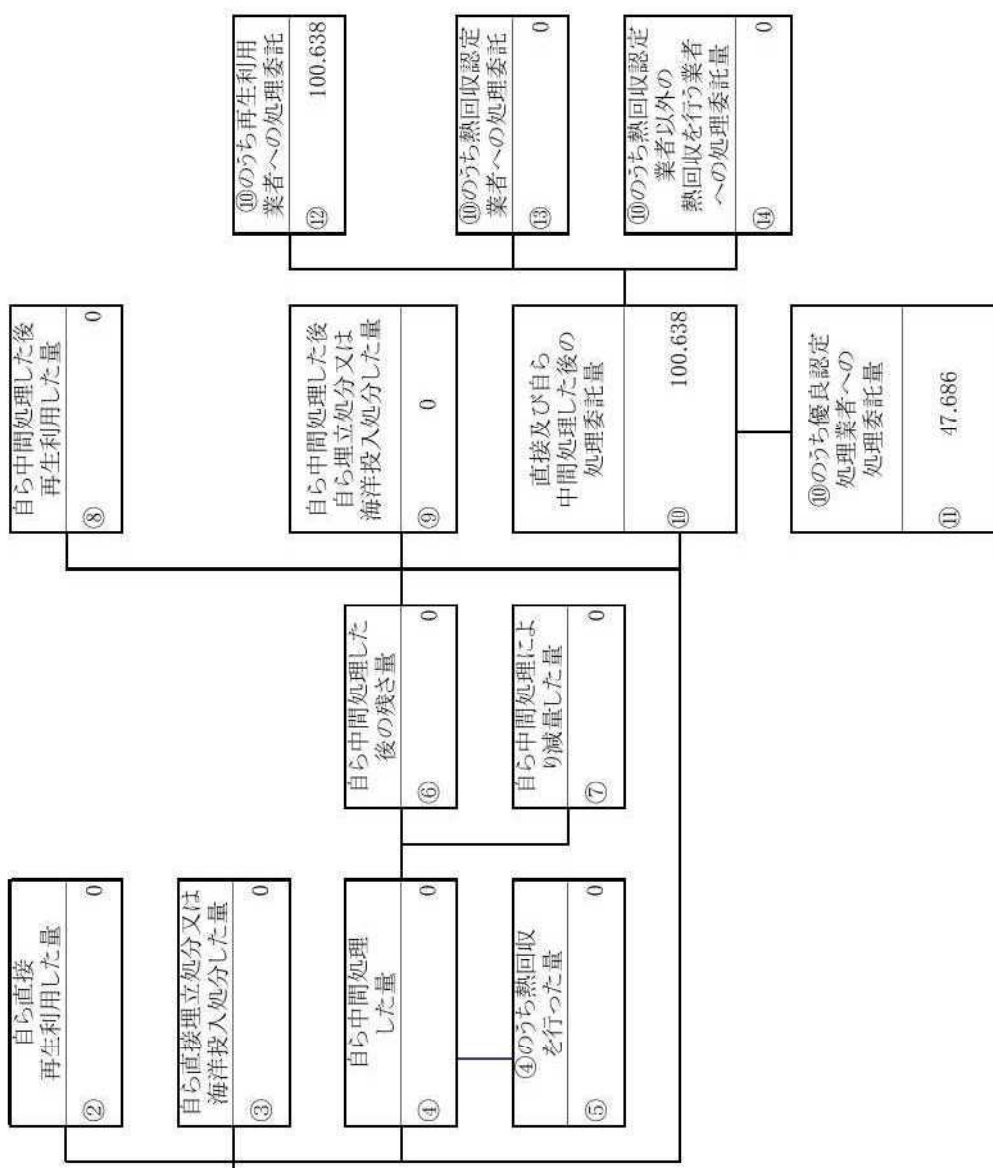 自ら直接
再生利用した量
②
0
自ら直接埋立処分又は
海洋投入処分した量
③
0
自ら中間処理
した量
④
0
④のうち熱回収
を行った量
⑤
0
自ら中間処理した
後の残さ量
⑥
0
自ら中間処理によ
り減量した量
⑦
0
自ら中間処理した後
再生利用した量
⑧
0
自ら中間処理した後
自ら埋立処分又は
海洋投入処分した量
⑨
0
直接及び自ら
中間処理した後の
処理委託量
⑩
100.638
⑩のうち優良認定
処理業者への
処理委託量
⑪
47.686
⑩のうち再生利用
業者への処理委託
⑫
100.638
⑩のうち熱回収認定
業者への処理委託
⑬
0
⑩のうち熱回収認定
業者以外の
熱回収を行う業者
への処理委託量
⑭
0